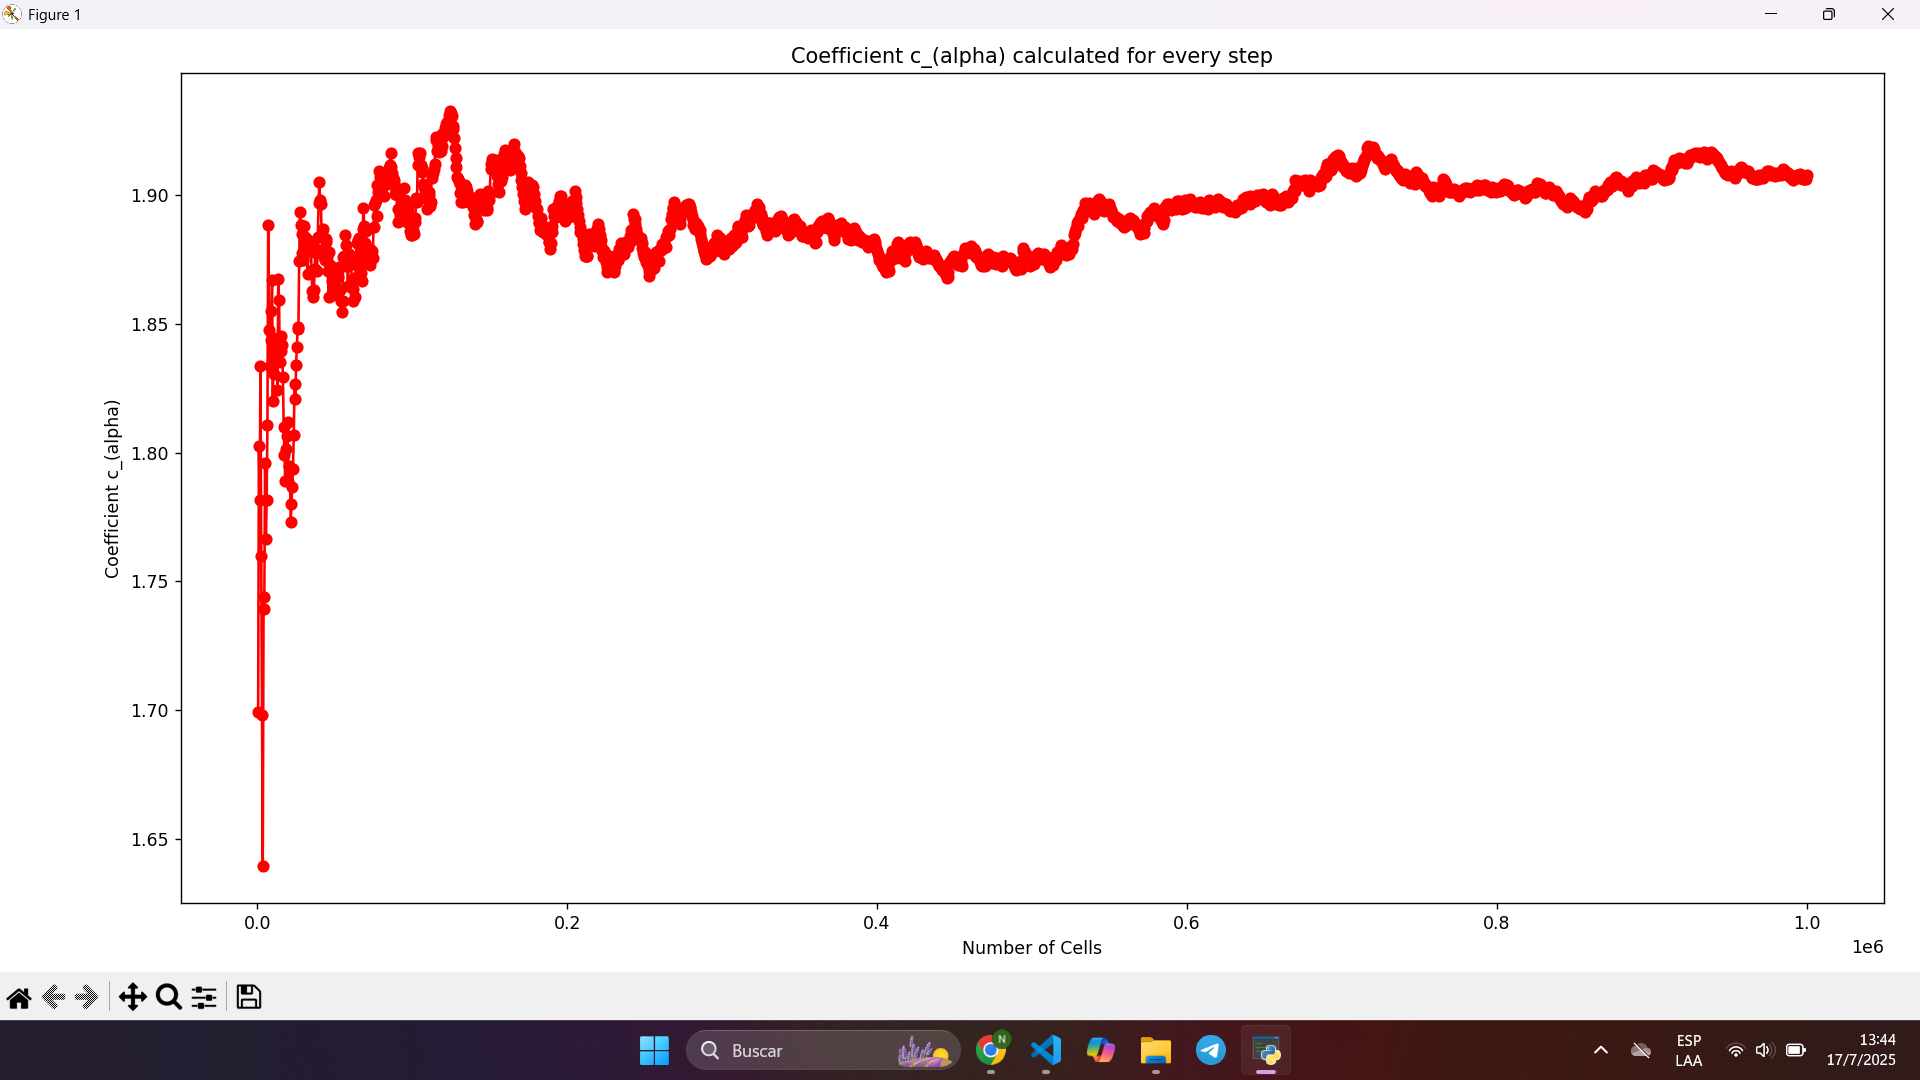 Figure 1
Coefficient c_(alpha) calculated for every step
Coefficient c_(alpha)
1.90
1.85
1.80
1.75
1.70
1.65
0.0 0.2 0.4 0.6 0.8 1.0
1e6
Number of Cells
Buscar
N
ESP
LAA
13:44
17/7/2025